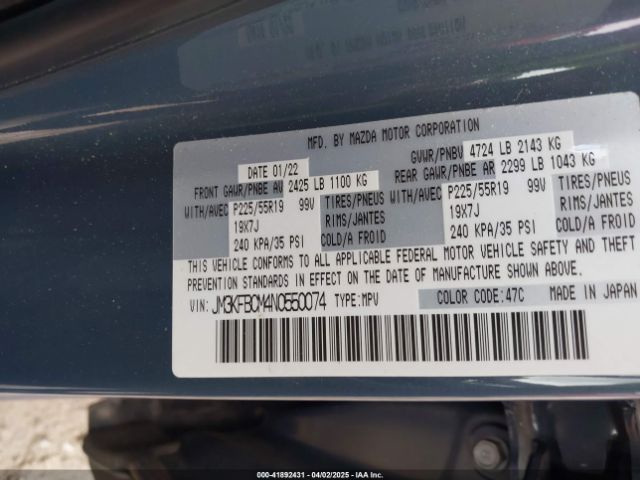 MFD. BY MAZDA MOTOR CORPORATION
DATE 01/22 GVWR/PNBV 4724 LB 2143 KG
FRONT GAWR/PNBE AV 2425 LB 1100 KG REAR GAWR/PNBE AR 2299 LB 1043 KG
WITH/AVEC P225/55R19 99V TIRES/PNEUS WITH/AVEC P225/55R19 99V TIRES/PNEUS
19X7J RIMS/JANTES 19X7J RIMS/JANTES
240 KPA/35 PSI COLD/A FROID 240 KPA/35 PSI COLD/A FROID
THIS VEHICLE CONFORMS TO ALL APPLICABLE FEDERAL MOTOR VEHICLE SAFETY AND THEFT
PREVENTION STANDARDS IN EFFECT ON THE DATE OF MANUFACTURE SHOWN ABOVE.
VIN: JM3KFBCM4N0550074 TYPE: MPV COLOR CODE: 47C MADE IN JAPAN
000-41892431 - 04/02/2025 - IAA Inc.